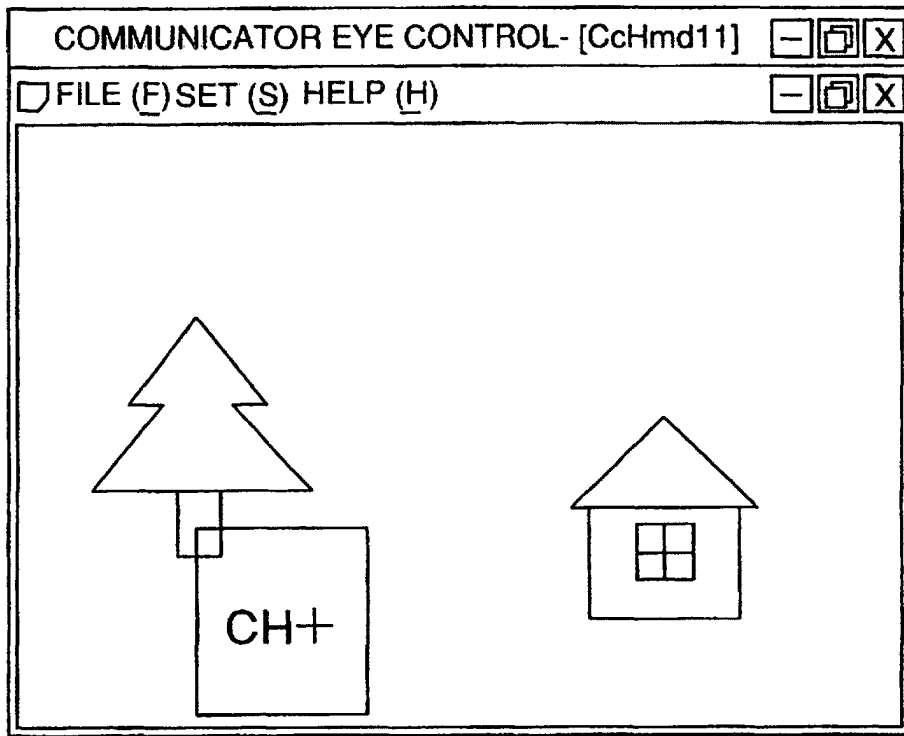 COMMUNICATOR EYE CONTROL- [CcHmd11]
FILE (F) SET (S) HELP (H)
CH+